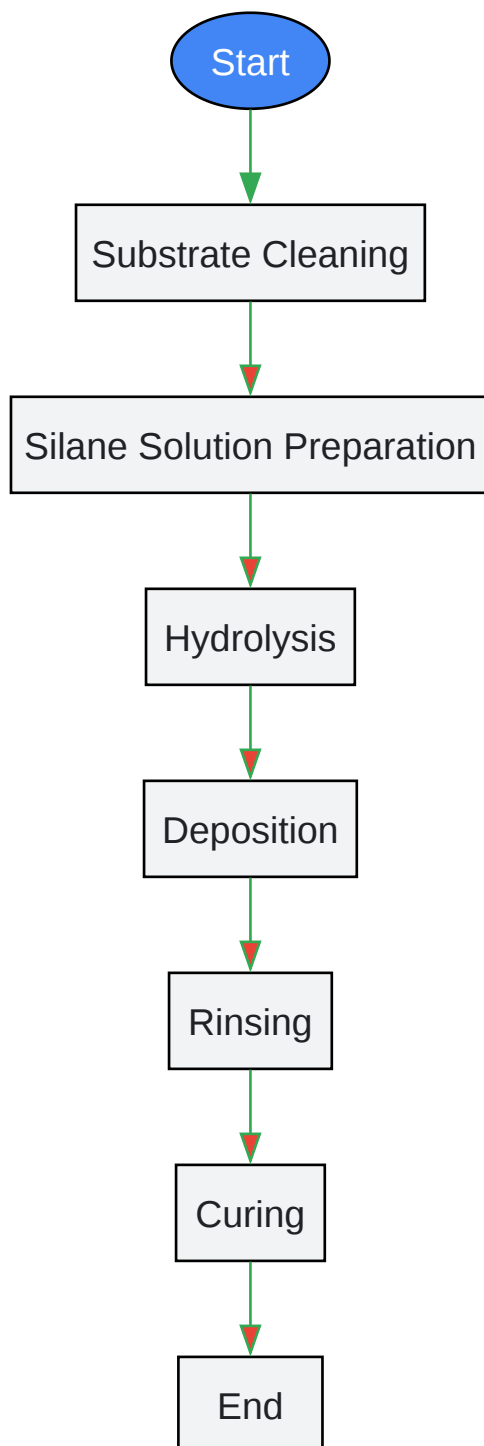 Start
Substrate Cleaning
Silane Solution Preparation
Hydrolysis
Deposition
Rinsing
Curing
End